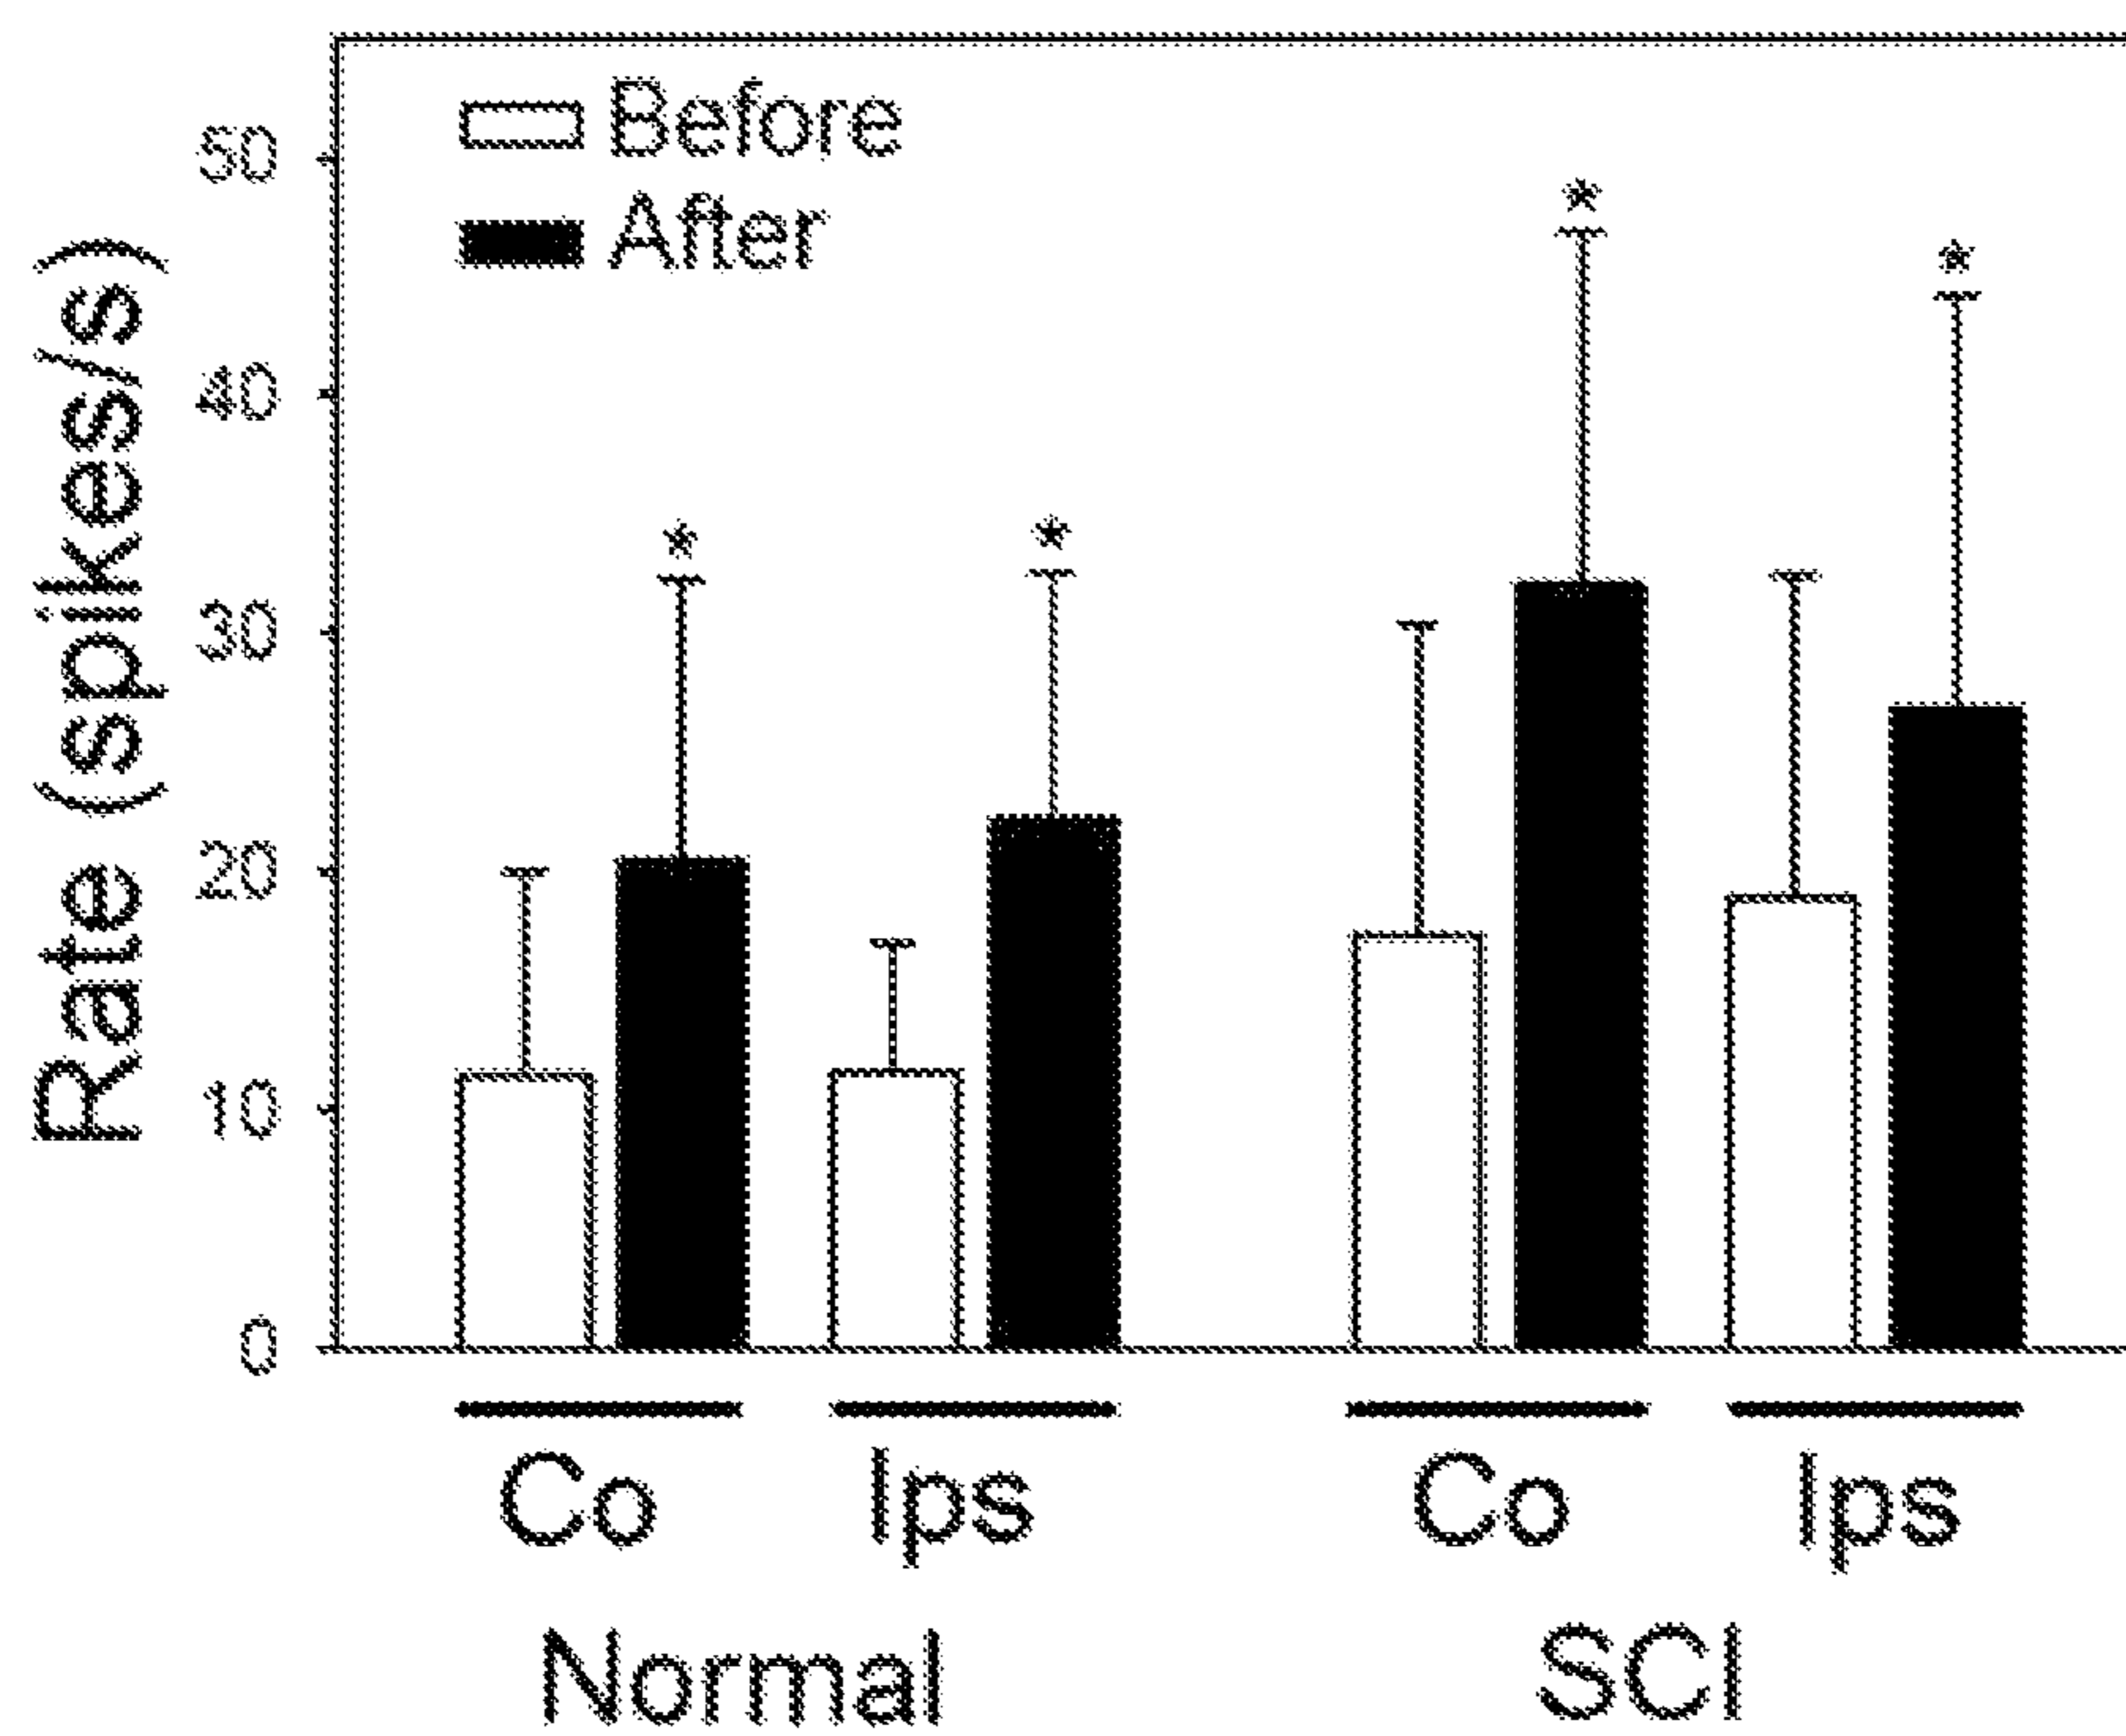 Rate (spikes/s)
50
40
30
20
10
0
Before
After
*
*
*
*
Co Ips Co Ips
Normal SCI